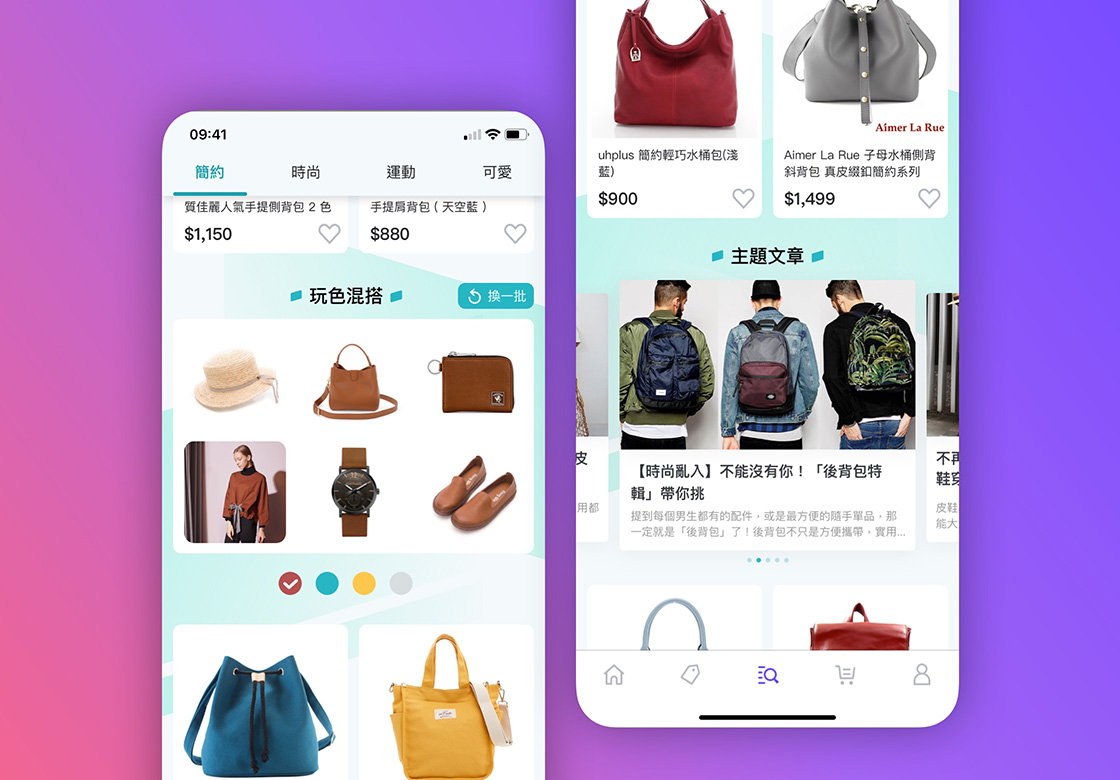 09:41
簡約
時尚
運動
可愛
質佳麗人氣手提側背包 2 色
$1,150
手提肩背包 ( 天空藍 )
$880
玩色混搭
換一批
uhplus 簡約輕巧水桶包(淺
藍)
$900
Aimer La Rue
Aimer La Rue 子母水桶側背
斜背包 真皮綴釦簡約系列
$1,499
主題文章
皮
用都
【時尚亂入】不能沒有你！「後背包特
輯」帶你挑
提到每個男生都有的配件，或是最方便的隨手單品，那
一定就是「後背包」了！後背包不只是方便攜帶，實用...
不再
鞋穿
皮鞋
能大